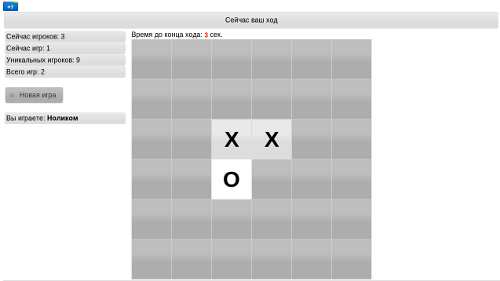 +1
Сейчас ваш ход
Сейчас игроков: 3
Сейчас игр: 1
Уникальных игроков: 9
Всего игр: 2
Новая игра
Вы играете: Ноликом
Время до конца хода: 3 сек.
X X
O